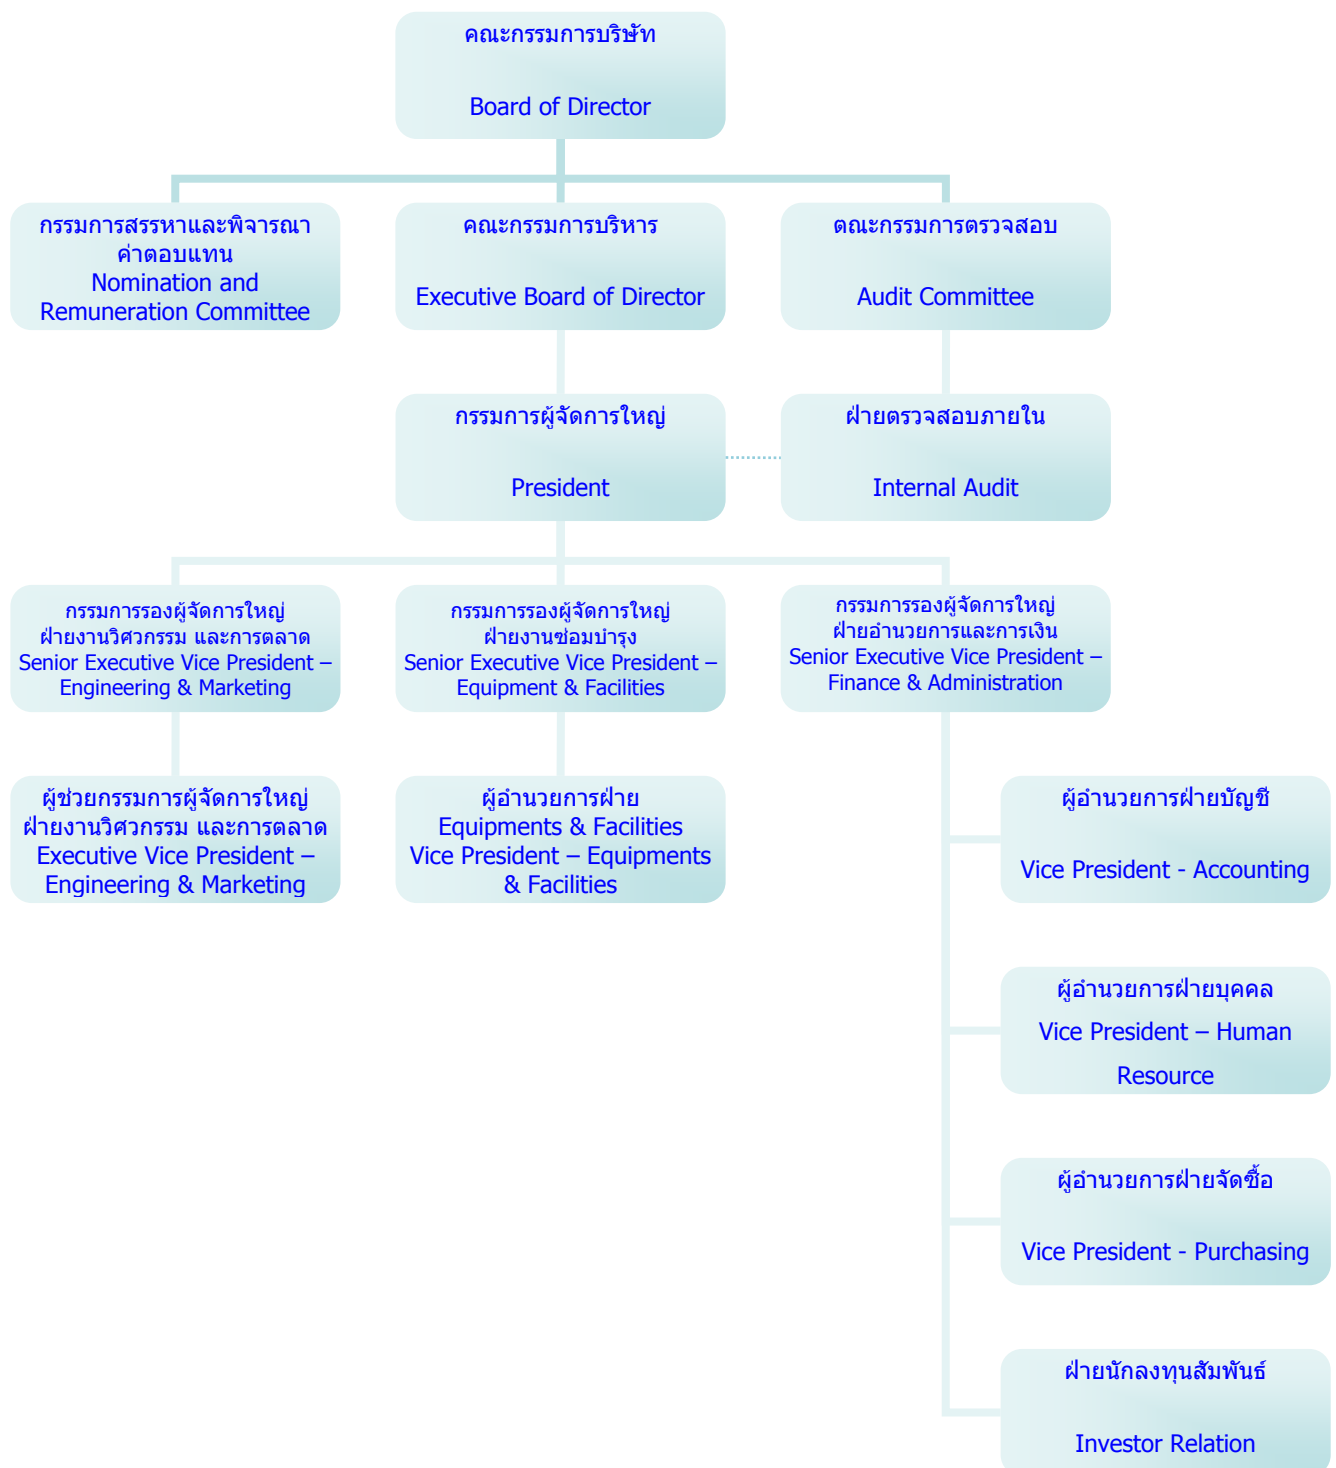 คณะกรรมการบริษัท
Board of Director
กรรมการสรรหาและพิจารณา
ค่าตอบแทน
Nomination and
Remuneration Committee
คณะกรรมการบริหาร
Executive Board of Director
ตณะกรรมการตรวจสอบ
Audit Committee
กรรมการผู้จัดการใหญ่
President
ฝ่ายตรวจสอบภายใน
Internal Audit
กรรมการรองผู้จัดการใหญ่
ฝ่ายงานวิศวกรรม และการตลาด
Senior Executive Vice President –
Engineering & Marketing
กรรมการรองผู้จัดการใหญ่
ฝ่ายงานซ่อมบำรุง
Senior Executive Vice President –
Equipment & Facilities
กรรมการรองผู้จัดการใหญ่
ฝ่ายอำนวยการและการเงิน
Senior Executive Vice President –
Finance & Administration
ผู้ช่วยกรรมการผู้จัดการใหญ่
ฝ่ายงานวิศวกรรม และการตลาด
Executive Vice President –
Engineering & Marketing
ผู้อำนวยการฝ่าย
Equipments & Facilities
Vice President – Equipments
& Facilities
ผู้อำนวยการฝ่ายบัญชี
Vice President - Accounting
ผู้อำนวยการฝ่ายบุคคล
Vice President – Human
Resource
ผู้อำนวยการฝ่ายจัดซื้อ
Vice President - Purchasing
ฝ่ายนักลงทุนสัมพันธ์
Investor Relation